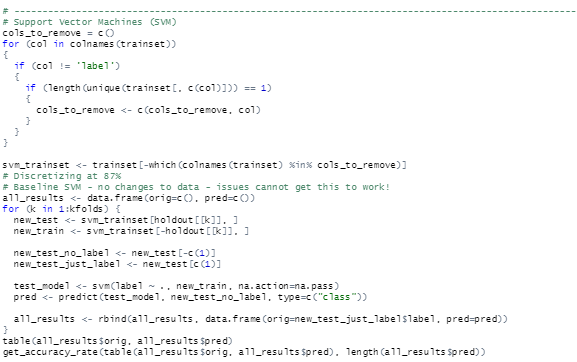 # --------------------------------------------------------------------------------------------
# Support Vector Machines (SVM)
cols_to_remove = c()
for (col in colnames(trainset))
{
  if (col != 'label')
  {
    if (length(unique(trainset[, c(col)])) == 1)
    {
      cols_to_remove <- c(cols_to_remove, col)
    }
  }
}

svm_trainset <- trainset[-which(colnames(trainset) %in% cols_to_remove)]
# Discretizing at 87%
# Baseline SVM - no changes to data - issues cannot get this to work!
all_results <- data.frame(orig=c(), pred=c())
for (k in 1:kfolds) {
  new_test <- svm_trainset[holdout[[k]], ]
  new_train <- svm_trainset[-holdout[[k]], ]

  new_test_no_label <- new_test[-c(1)]
  new_test_just_label <- new_test[c(1)]

  test_model <- svm(label ~ ., new_train, na.action=na.pass)
  pred <- predict(test_model, new_test_no_label, type=c("class"))

  all_results <- rbind(all_results, data.frame(orig=new_test_just_label$label, pred=pred))
}
table(all_results$orig, all_results$pred)
get_accuracy_rate(table(all_results$orig, all_results$pred), length(all_results$pred))